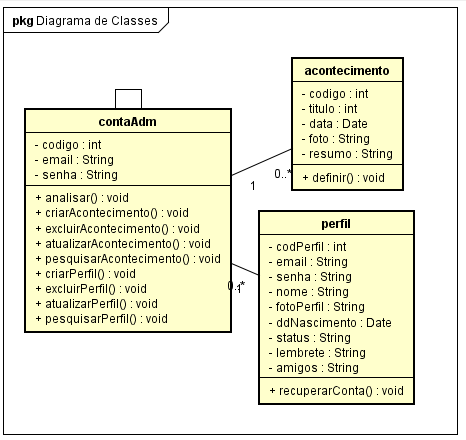 pkg Diagrama de Classes
contaAdm
- codigo : int
- email : String
- senha : String
+ analisar() : void
+ criarAcontecimento() : void
+ excluirAcontecimento() : void
+ atualizarAcontecimento() : void
+ pesquisarAcontecimento() : void
+ criarPerfil() : void
+ excluirPerfil() : void
+ atualizarPerfil() : void
+ pesquisarPerfil() : void
1
0..*
acontecimento
- codigo : int
- titulo : int
- data : Date
- foto : String
- resumo : String
+ definir() : void
1
0..*
perfil
- codPerfil : int
- email : String
- senha : String
- nome : String
- fotoPerfil : String
- ddNascimento : Date
- status : String
- lembrete : String
- amigos : String
+ recuperarConta() : void